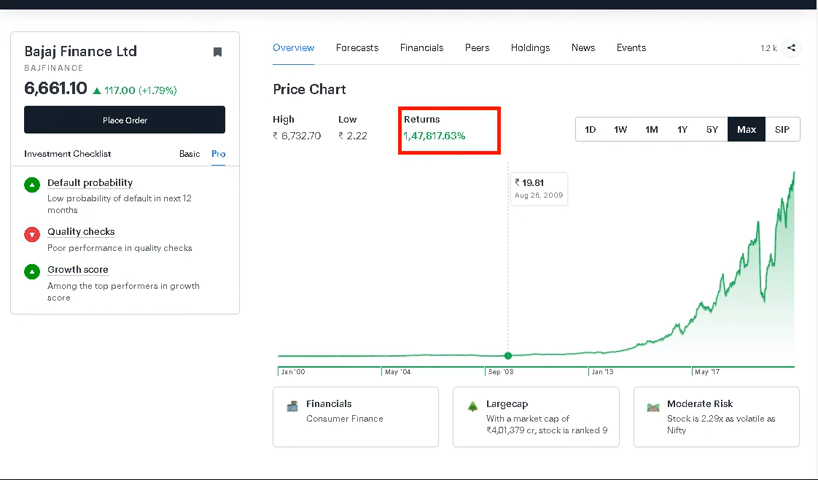 Bajaj Finance Ltd
BAJFINANCE
6,661.10 ▲ 117.00 (+1.79%)
Place Order
Investment Checklist Basic Pro
Default probability
Low probability of default in next 12
months
Quality checks
Poor performance in quality checks
Growth score
Among the top performers in growth
score
Overview Forecasts Financials Peers Holdings News Events 1.2 k
Price Chart
High Low Returns
₹ 6,732.70 ₹ 2.22 1,47,817.63%
1D 1W 1M 1Y 5Y Max SIP
₹ 19.81
Aug 26, 2009
Jan '00 May '04 Sep '08 Jan '13 May '17
Financials
Consumer Finance
Largecap
With a market cap of
₹4,01,379 cr, stock is ranked 9
Moderate Risk
Stock is 2.29x as volatile as
Nifty